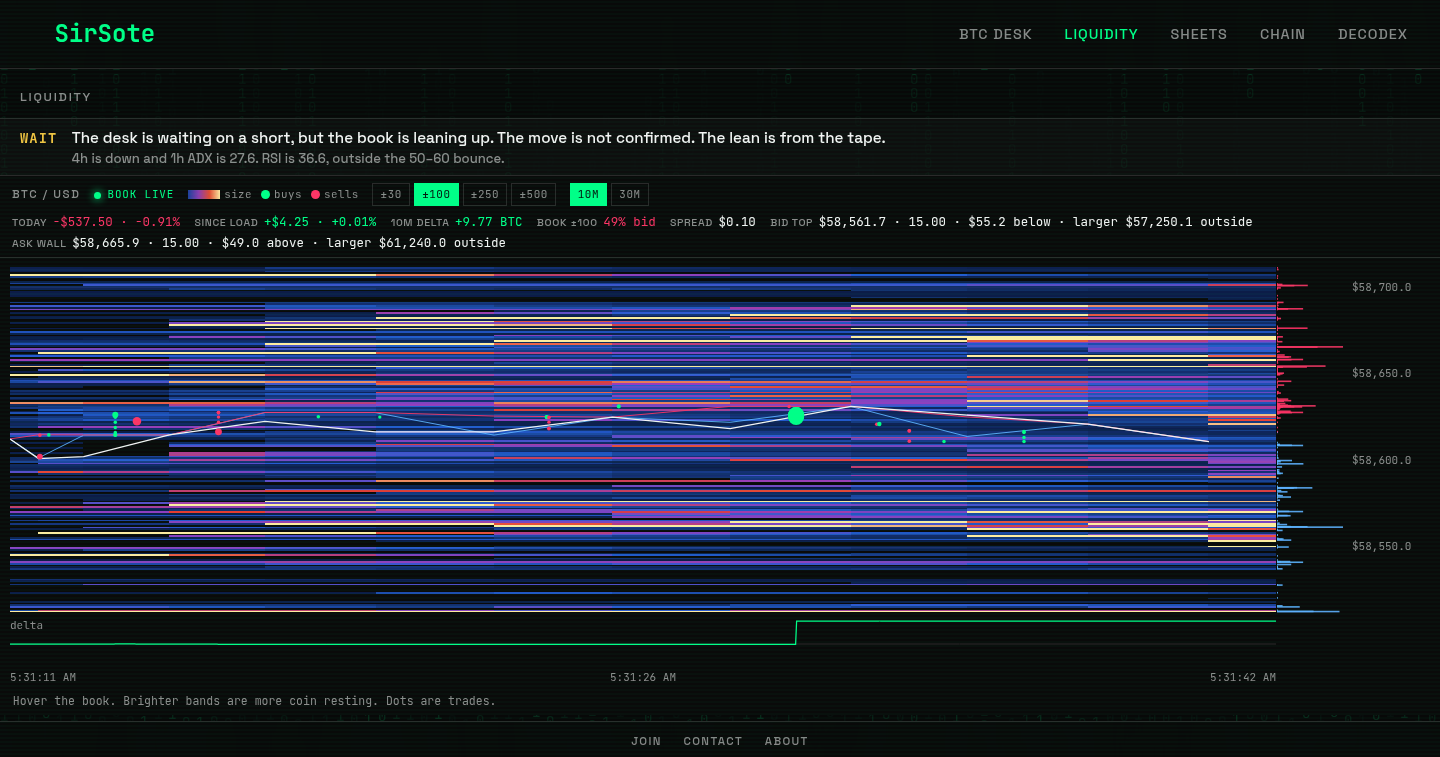 SirSote
BTC DESK LIQUIDITY SHEETS CHAIN DECODEX
LIQUIDITY
WAIT The desk is waiting on a short, but the book is leaning up. The move is not confirmed. The lean is from the tape.
4h is down and 1h ADX is 27.6. RSI is 36.6, outside the 50–60 bounce.
BTC / USD BOOK LIVE size buys sells ±30 ±100 ±250 ±500 10M 30M
TODAY -$537.50 · -0.91% SINCE LOAD +$4.25 · +0.01% 10M DELTA +9.77 BTC BOOK ±100 49% bid SPREAD $0.10 BID TOP $58,561.7 · 15.00 · $55.2 below · larger $57,250.1 outside
ASK WALL $58,665.9 · 15.00 · $49.0 above · larger $61,240.0 outside
$58,700.0
$58,650.0
$58,600.0
$58,550.0
delta
5:31:11 AM 5:31:26 AM 5:31:42 AM
Hover the book. Brighter bands are more coin resting. Dots are trades.
JOIN CONTACT ABOUT